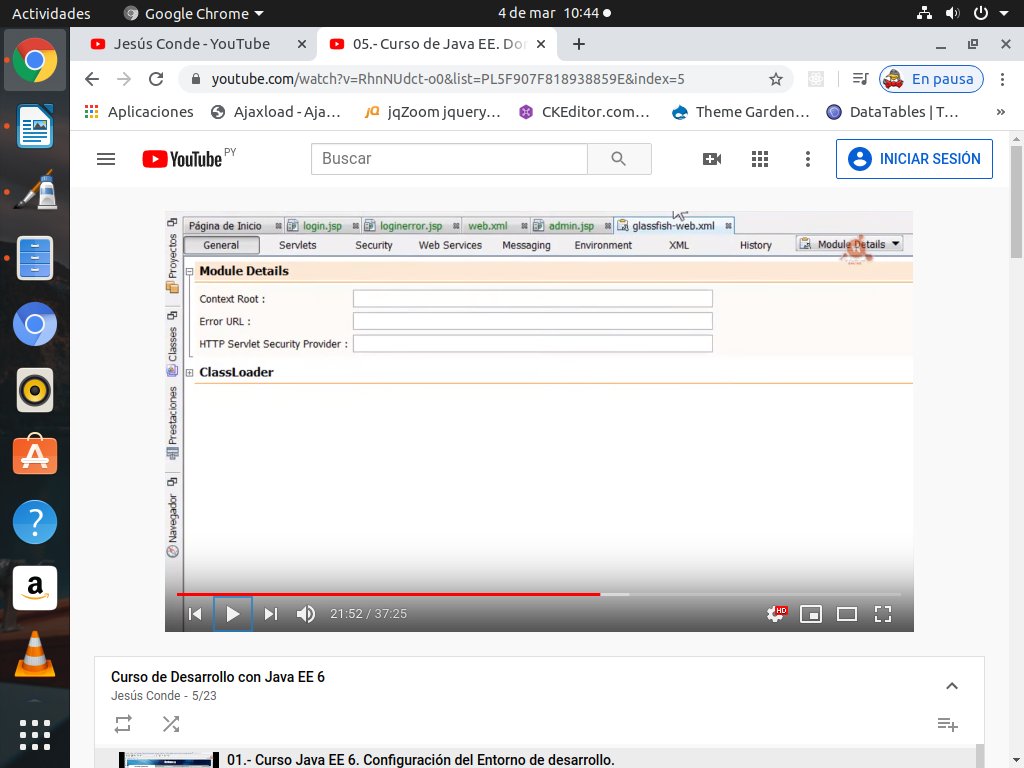 Actividades Google Chrome 4 de mar 10:44
Jesús Conde - YouTube 05.- Curso de Java EE. Dor
youtube.com/watch?v=RhnNUdct-o0&list=PL5F907F818938859E&index=5 En pausa
Aplicaciones Ajaxload - Aja... jqZoom jquery... CKEditor.com... Theme Garden... DataTables | T... »
YouTube PY Buscar INICIAR SESIÓN
Página de Inicio login.jsp loginerror.jsp web.xml admin.jsp glassfish-web.xml
General Servlets Security Web Services Messaging Environment XML History Module Details
Proyectos
Module Details
Context Root :
Error URL :
HTTP Servlet Security Provider :
Classes
ClassLoader
Prestaciones
Navegador
21:52 / 37:25 HD
Curso de Desarrollo con Java EE 6
Jesús Conde - 5/23
01.- Curso Java EE 6. Configuración del Entorno de desarrollo.